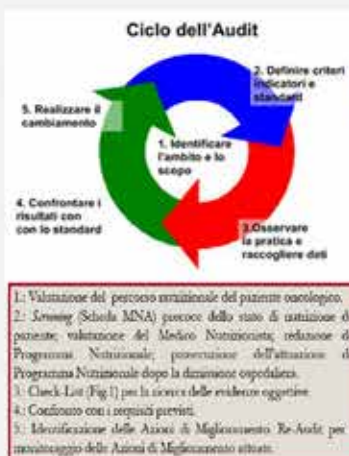 Ciclo dell'Audit
2. Definire criteri
indicatori e
standard
5. Realizzare il
cambiamento
1. Identificare
l'ambito e lo
scopo
4. Confrontare i
risultati con
con lo standard
3.Osservare
la pratica e
raccogliere dati
1.: Valutazione del percorso nutrizionale del paziente oncologico.
2.: Screening (Scheda MNA) precoce dello stato di nutrizione d
paziente; valutazione del Medico Nutrizionista; redazione d
Programma Nutrizionale; prosecuzione dell'attuazione d
Programma Nutrizionale dopo la dimissione ospedaliera.
3.: Check-List (Fig.1) per la ricerca delle evidenze oggettive.
4.: Confronto con i requisiti previsti.
5.: Identificazione delle Azioni di Miglioramento. Re-Audit per
monitoraggio delle Azioni di Miglioramento attuate.